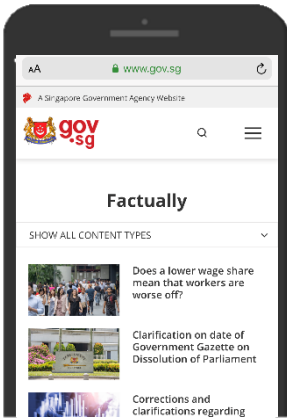 AA
www.gov.sg
A Singapore Government Agency Website
gov
.sg
Factually
SHOW ALL CONTENT TYPES
Does a lower wage share
mean that workers are
worse off?
Clarification on date of
Government Gazette on
Dissolution of Parliament
Corrections and
clarifications regarding